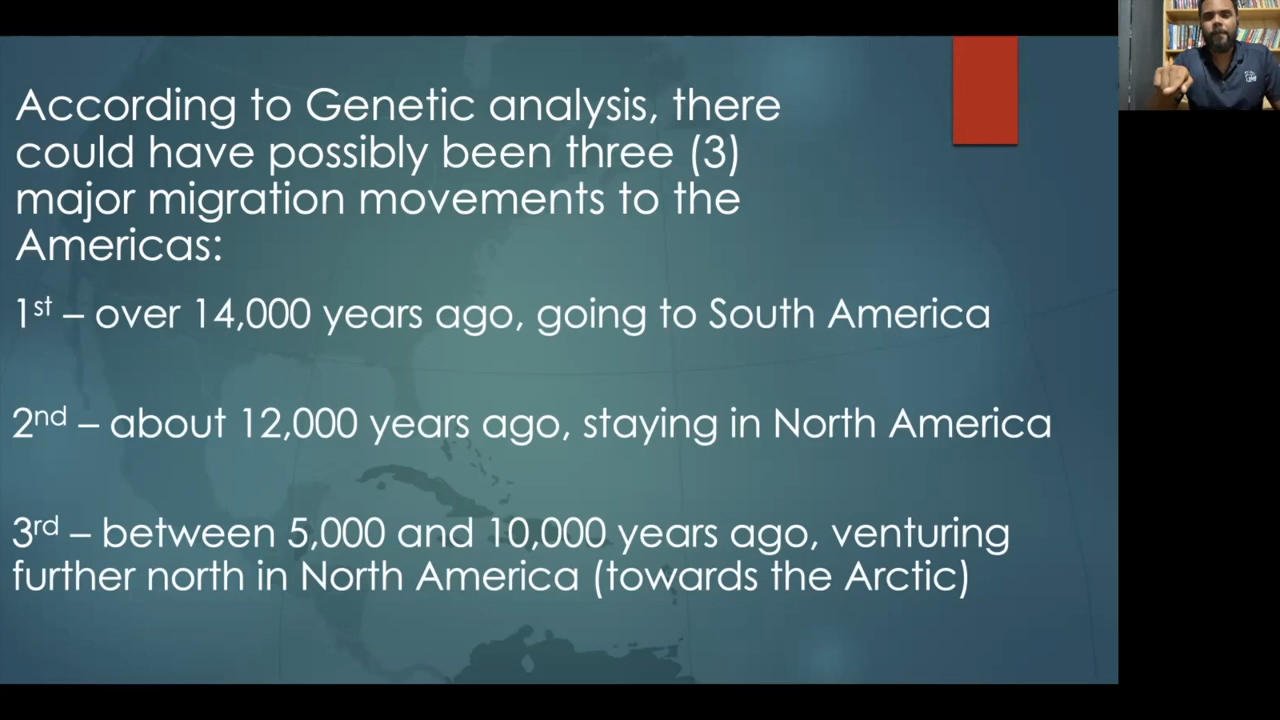 According to Genetic analysis, there
could have possibly been three (3)
major migration movements to the
Americas:
1st – over 14,000 years ago, going to South America
2nd – about 12,000 years ago, staying in North America
3rd – between 5,000 and 10,000 years ago, venturing
further north in North America (towards the Arctic)